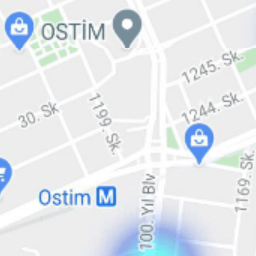 OSTİM
1245. Sk.
1244. Sk.
30. Sk
1199. Sk.
Ostim M
100. Yıl Blv
1169. Sk.